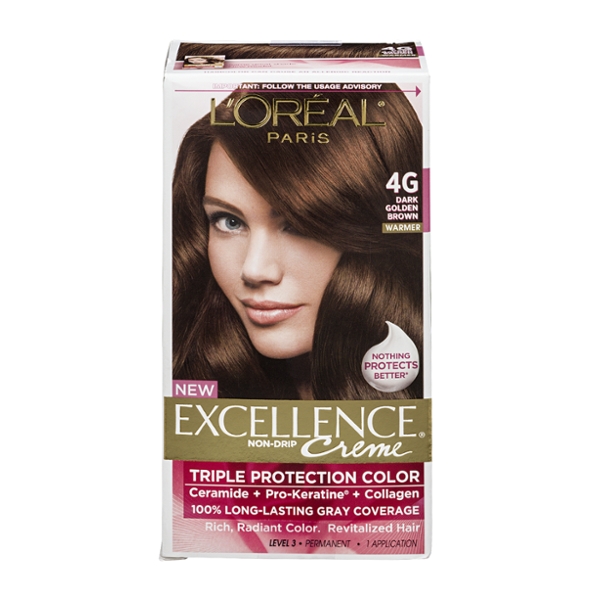 4G
IMPORTANT: FOLLOW THE USAGE ADVISORY
L'ORÉAL®
PARIS
4G
DARK
GOLDEN
BROWN
WARMER
NOTHING
PROTECTS
BETER*
NEW
EXCELLENCE®
NON-DRIP Creme
TRIPLE PROTECTION COLOR
Ceramide + Pro-Keratine® + Collagen
100% LONG-LASTING GRAY COVERAGE
Rich, Radiant Color. Revitalized Hair
LEVEL 3 • PERMANENT • 1 APPLICATION